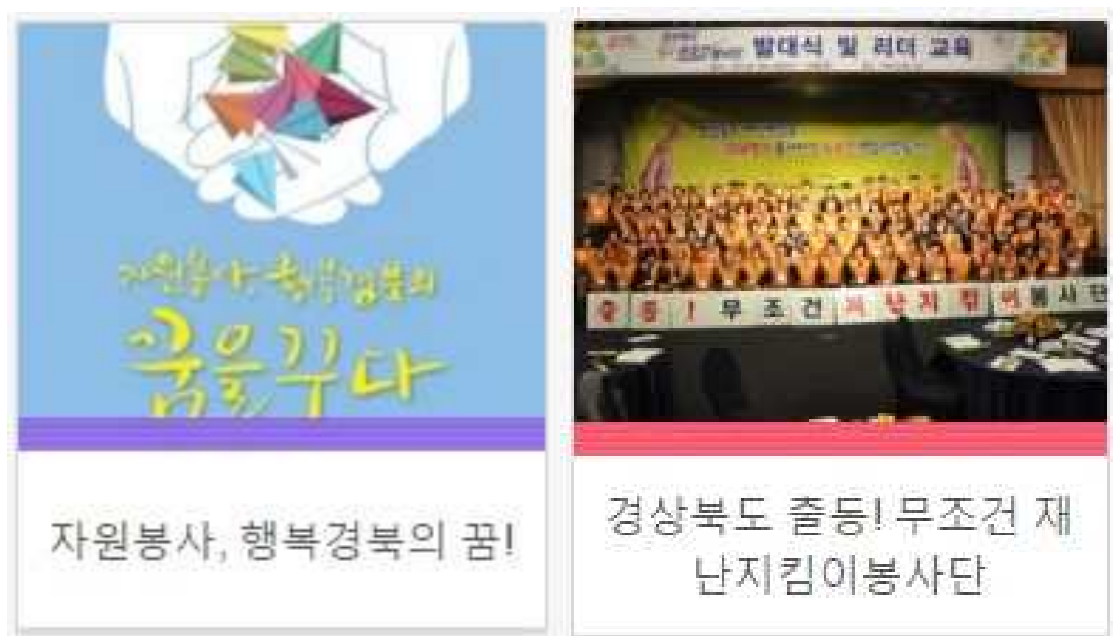 자원봉사, 행복경북의
꿈을꾸다
자원봉사, 행복경북의 꿈!
발대식 및 리더 교육
출동! 무조건 재난지킴이봉사단
경상북도 출동! 무조건 재
난지킴이봉사단